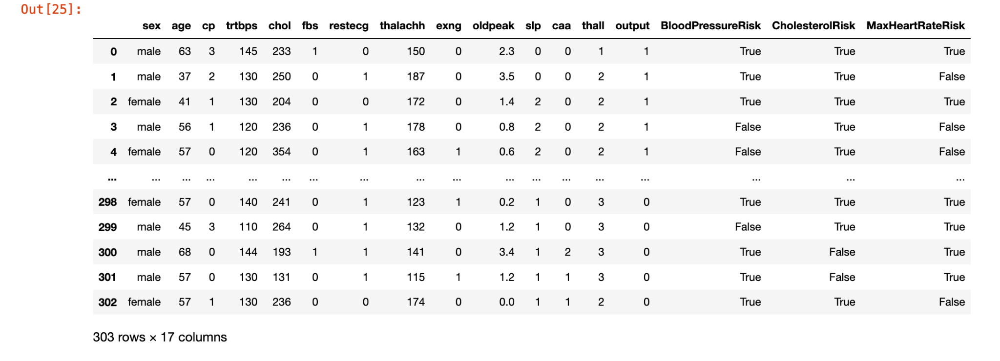 Out[25]:
sex age cp trtbps chol fbs restecg thalachh exng oldpeak slp caa thall output BloodPressureRisk CholesterolRisk MaxHeartRateRisk
0 male 63 3 145 233 1 0 150 0 2.3 0 0 1 1 True True True
1 male 37 2 130 250 0 1 187 0 3.5 0 0 2 1 True True False
2 female 41 1 130 204 0 0 172 0 1.4 2 0 2 1 True True True
3 male 56 1 120 236 0 1 178 0 0.8 2 0 2 1 False True False
4 female 57 0 120 354 0 1 163 1 0.6 2 0 2 1 False True False
... ... ... ... ... ... ... ... ... ... ... ... ... ... ... ... ... ...
298 female 57 0 140 241 0 1 123 1 0.2 1 0 3 0 True True True
299 male 45 3 110 264 0 1 132 0 1.2 1 0 3 0 False True True
300 male 68 0 144 193 1 1 141 0 3.4 1 2 3 0 True False True
301 male 57 0 130 131 0 1 115 1 1.2 1 1 3 0 True False True
302 female 57 1 130 236 0 0 174 0 0.0 1 1 2 0 True True False
303 rows × 17 columns